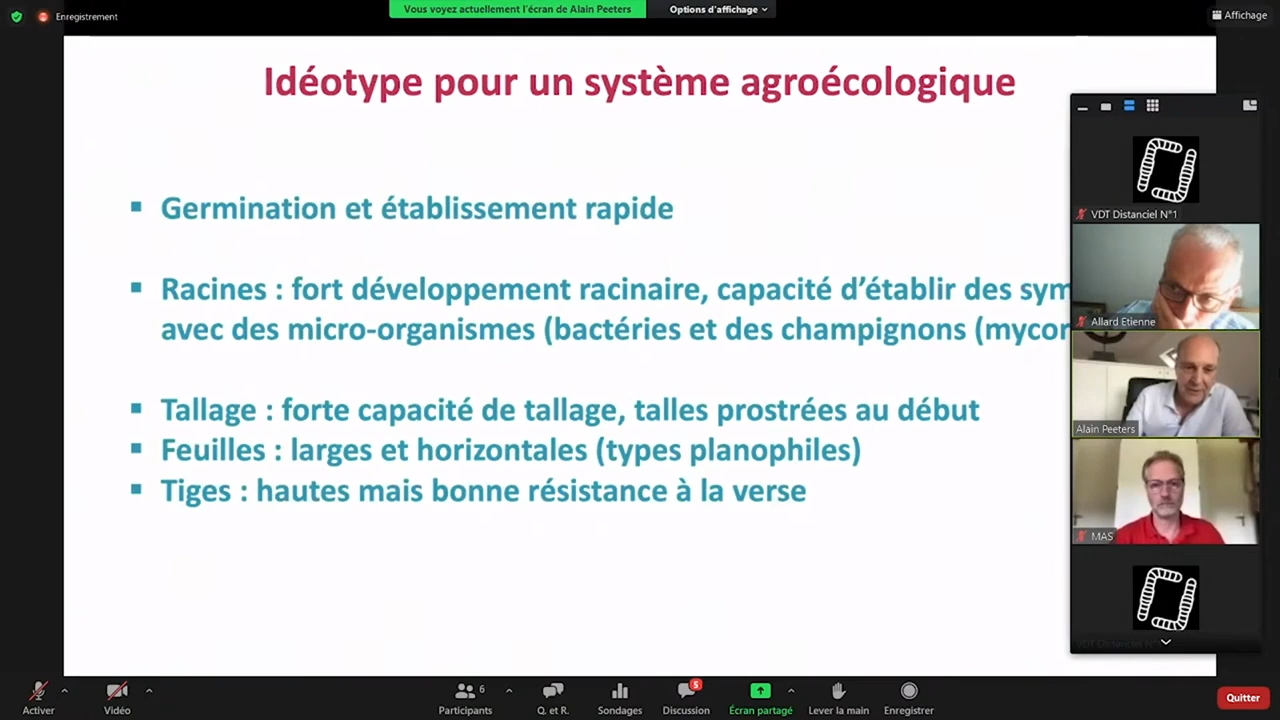 Enregistrement
Vous voyez actuellement l'écran de Alain Peeters
Options d'affichage
Affichage
Idéotype pour un système agroécologique
▪ Germination et établissement rapide
▪ Racines : fort développement racinaire, capacité d'établir des sym
avec des micro-organismes (bactéries et des champignons (mycor
▪ Tallage : forte capacité de tallage, talles prostrées au début
▪ Feuilles : larges et horizontales (types planophiles)
▪ Tiges : hautes mais bonne résistance à la verse
VDT Distanciel N°1
Allard Etienne
Alain Peeters
MAS
Activer
Vidéo
6
Participants
Q. et R.
Sondages
5
Discussion
Écran partagé
Lever la main
Enregistrer
Quitter